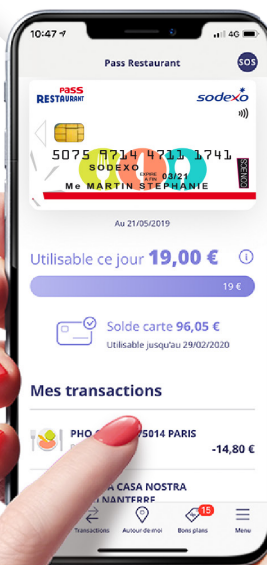 10:47
4G
Pass Restaurant
SOS
PASS
RESTAURANT
sodexo
5075 9714 4711 1741
SODEXO
EXPIRE
A FIN
03/21
Me MARTIN STEPHANIE
Au 21/05/2019
Utilisable ce jour 19,00 €
19 €
Solde carte 96,05 €
Utilisable jusqu'au 29/02/2020
Mes transactions
PHO 75014 PARIS
-14,80 €
CASA NOSTRA
NANTERRE
15
Transactions
Autour de moi
Bons plans
Menu